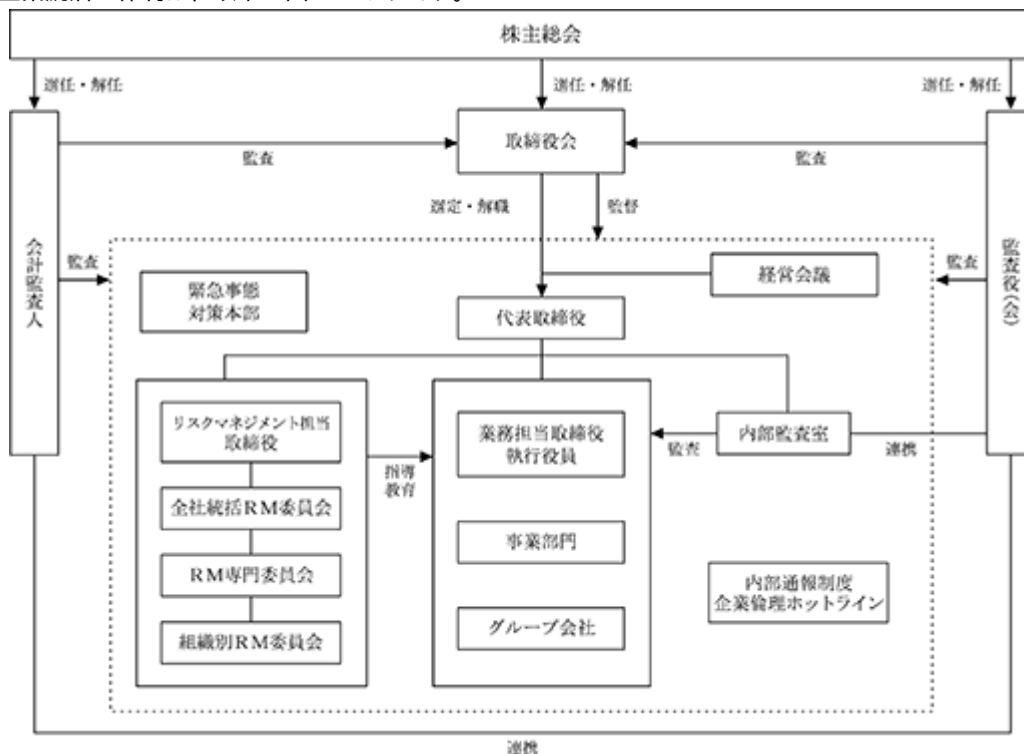 株主総会
選任・解任
選任・解任
選任・解任
取締役会
監査
監査
選定・解職
監督
会計監査人
監査役(会)
監査
監査
緊急事態
対策本部
経営会議
代表取締役
リスクマネジメント担当
取締役
業務担当取締役
執行役員
内部監査室
監査
連携
指導
教育
全社統括RM委員会
事業部門
RM専門委員会
内部通報制度
企業倫理ホットライン
組織別RM委員会
グループ会社
連携